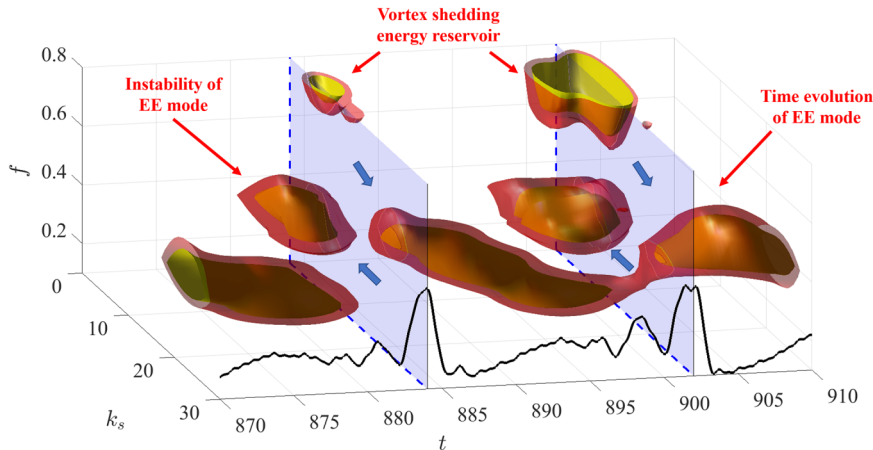 Vortex shedding
energy reservoir
Instability of
EE mode
Time evolution
of EE mode
0.8
0.6
0.4
0.2
0
f
10
20
30
k_s
870
875
880
885
890
895
900
905
910
t